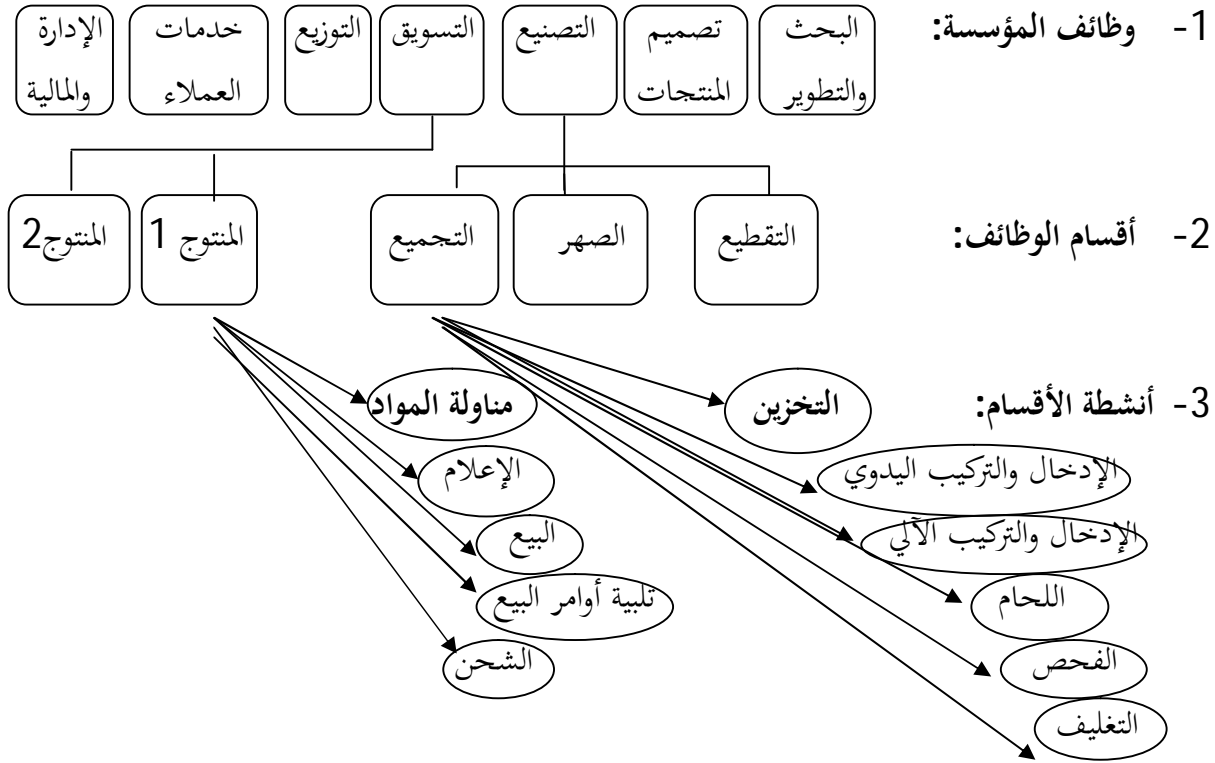 1- وظائف المؤسسة:
البحث والتطوير
تصميم المنتجات
التصنيع
التسويق
التوزيع
خدمات العملاء
الإدارة والمالية
2- أقسام الوظائف:
التقطيع
الصهر
التجميع
المنتوج 1
المنتوج2
3- أنشطة الأقسام:
التخزين
مناولة المواد
الإدخال والتركيب اليدوي
الإعلام
الإدخال والتركيب الآلي
البيع
اللحام
تلبية أوامر البيع
الفحص
الشحن
التغليف